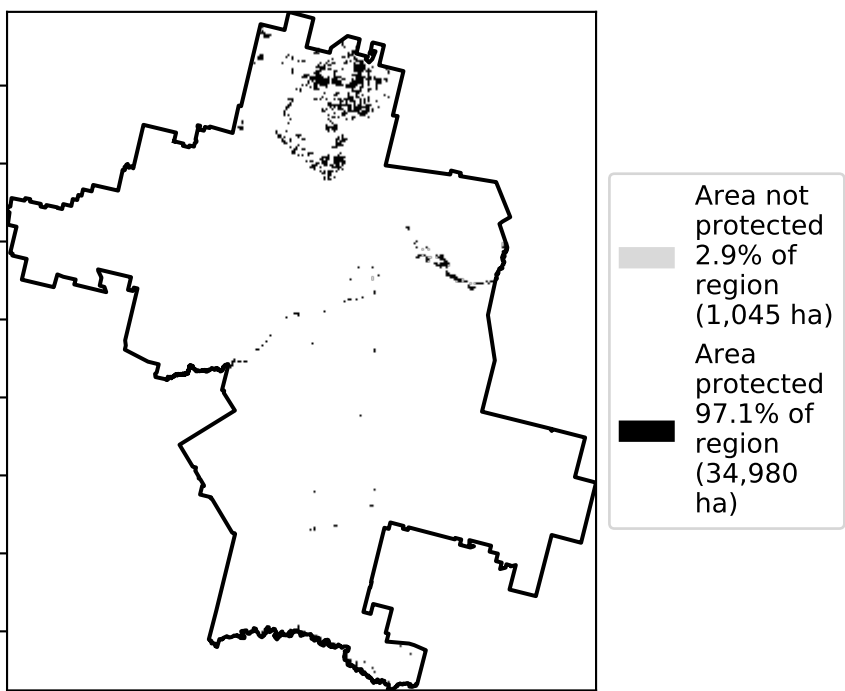 Area not
protected
2.9% of
region
(1,045 ha)
Area
protected
97.1% of
region
(34,980
ha)